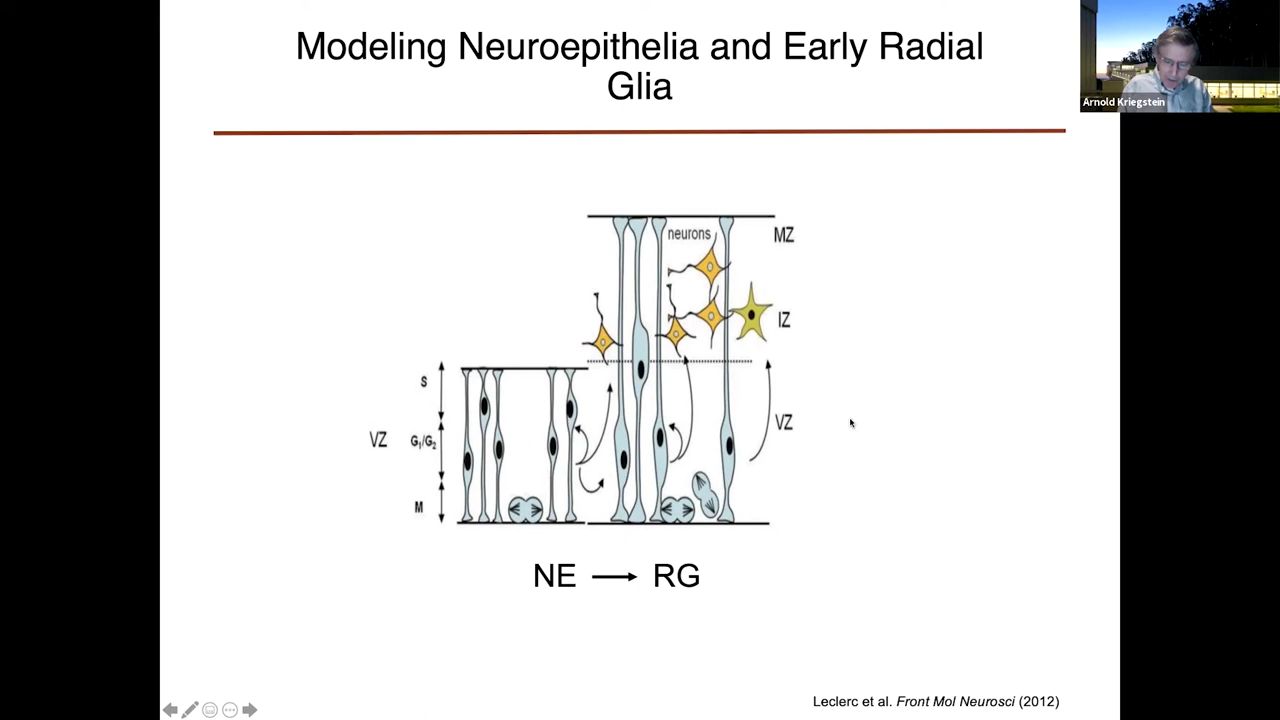 Modeling Neuroepithelia and Early Radial
Glia
Arnold Kriegstein
neurons
MZ
IZ
S
VZ
G1/G2
VZ
M
NE → RG
Leclerc et al. Front Mol Neurosci (2012)